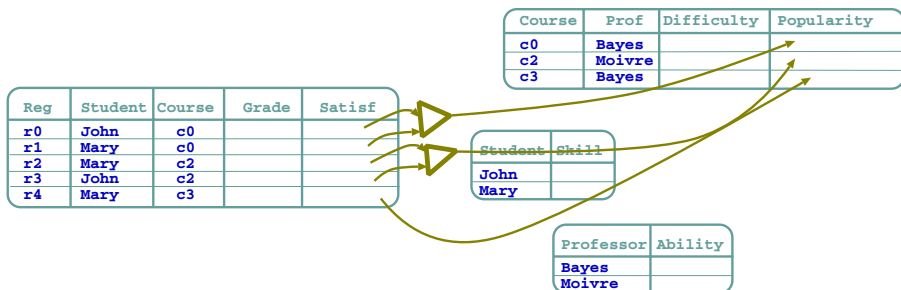 Course Prof Difficulty Popularity
c0 Bayes
c2 Moivre
c3 Bayes
Reg Student Course Grade Satisf
r0 John c0
r1 Mary c0
r2 Mary c2
r3 John c2
r4 Mary c3
Student Skill
John
Mary
Professor Ability
Bayes
Moivre